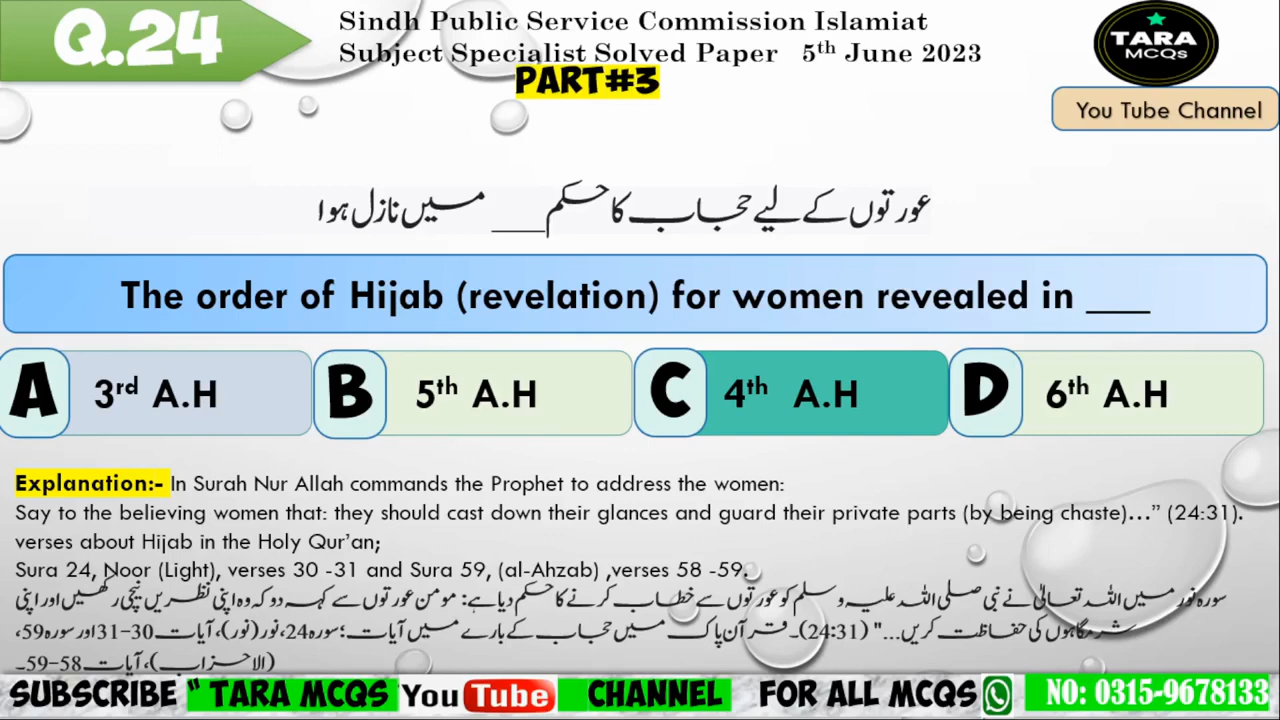 Q.24
Sindh Public Service Commission Islamiat
Subject Specialist Solved Paper 5th June 2023
PART#3
TARA
MCQs
You Tube Channel
عورتوں کے لیے حجاب کا حکم ___ میں نازل ہوا
The order of Hijab (revelation) for women revealed in ___
A 3rd A.H
B 5th A.H
C 4th A.H
D 6th A.H
Explanation:- In Surah Nur Allah commands the Prophet to address the women:
Say to the believing women that: they should cast down their glances and guard their private parts (by being chaste)…” (24:31).
verses about Hijab in the Holy Qur’an;
Sura 24, Noor (Light), verses 30 -31 and Sura 59, (al-Ahzab) ,verses 58 -59.
سورہ نور میں اللہ تعالیٰ نے نبی صلی اللہ علیہ وسلم کو عورتوں سے خطاب کرنے کا حکم دیا ہے: مومن عورتوں سے کہہ دو کہ وہ اپنی نظریں نیچی رکھیں اور اپنی
شرمگاہوں کی حفاظت کریں..." (24:31)۔ قرآن پاک میں حجاب کے بارے میں آیات؛ سورہ 24، نور (نور)، آیات 30-31 اور سورہ 59،
(الاحزاب)، آیات 58-59۔
SUBSCRIBE “ TARA MCQS YouTube CHANNEL FOR ALL MCQS NO: 0315-9678133